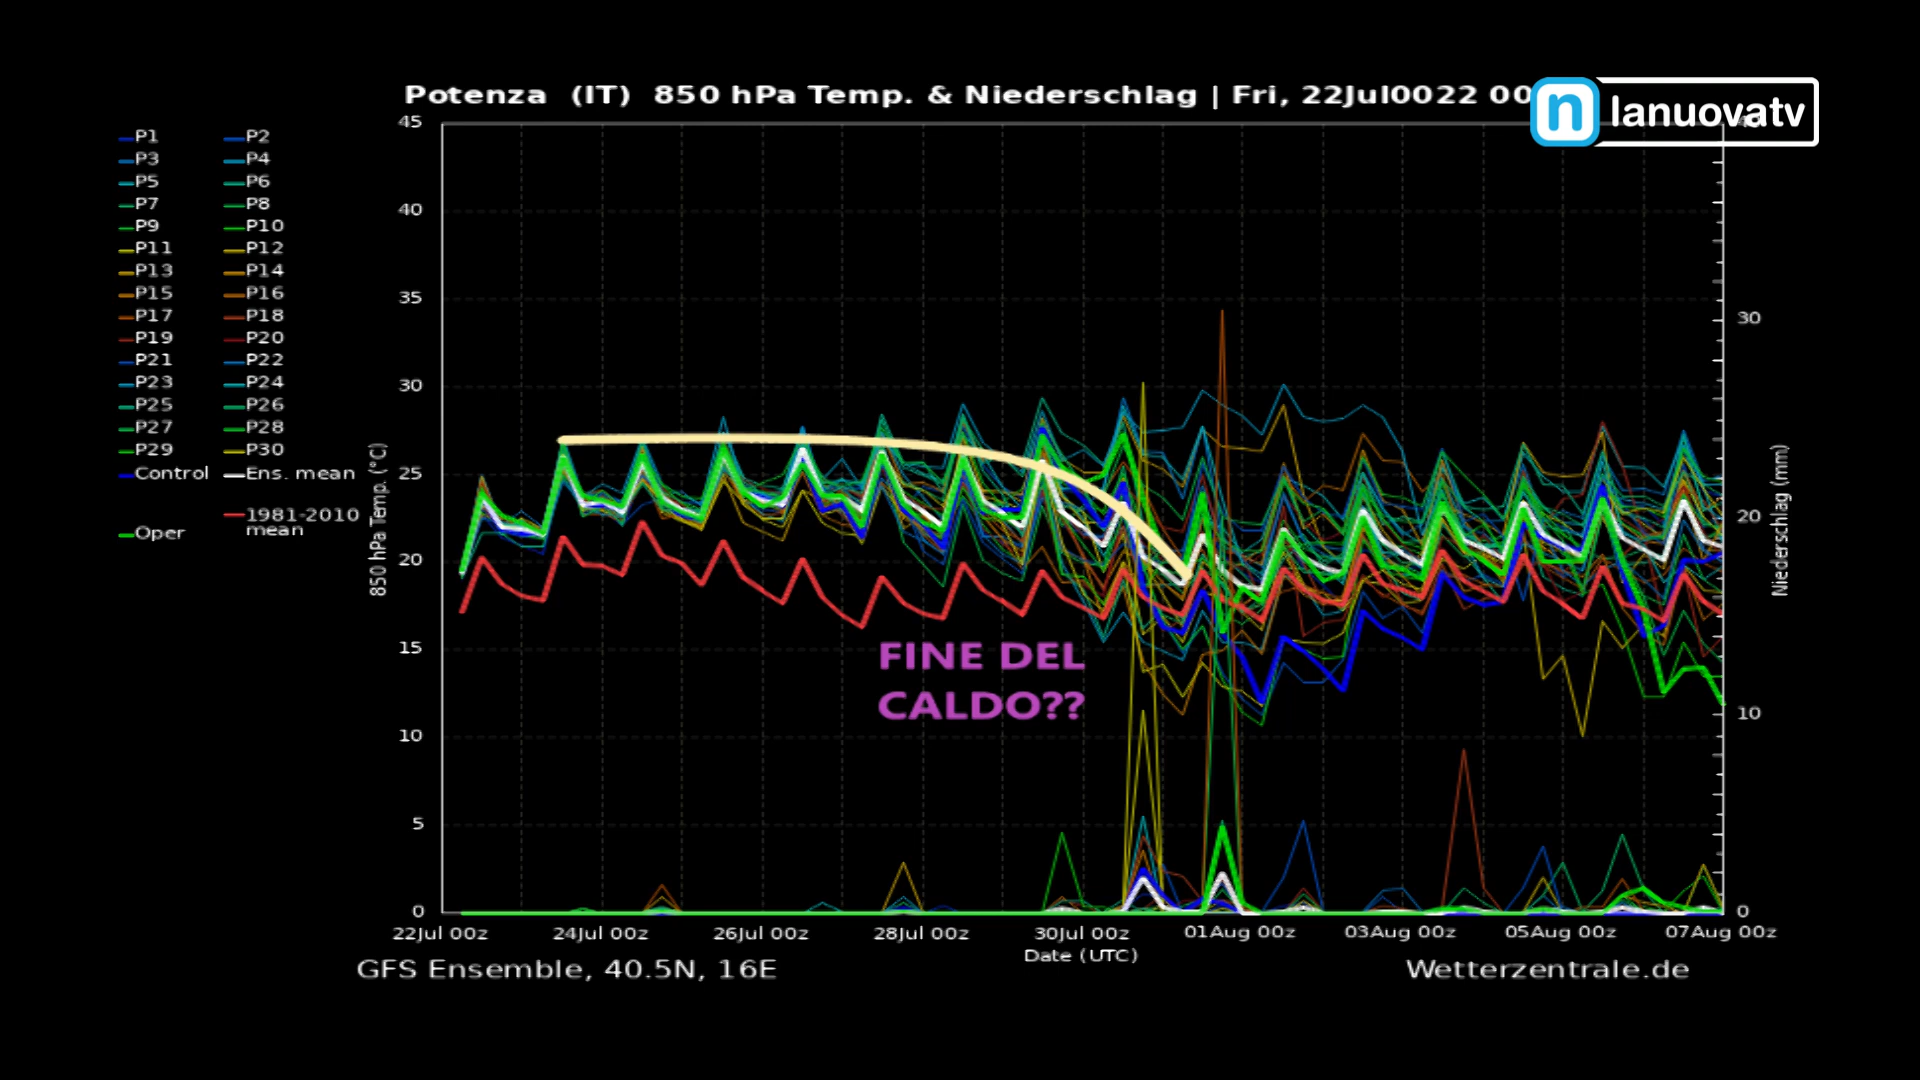 Potenza (IT) 850 hPa Temp. & Niederschlag | Fri, 22Jul0022 00
n lanuovatv
P1 P2
P3 P4
P5 P6
P7 P8
P9 P10
P11 P12
P13 P14
P15 P16
P17 P18
P19 P20
P21 P22
P23 P24
P25 P26
P27 P28
P29 P30
Control Ens. mean
Oper 1981-2010
mean
850 hPa Temp. (°C)
45
40
35
30
25
20
15
10
5
0
FINE DEL
CALDO??
Niederschlag (mm)
30
20
10
0
22Jul 00z 24Jul 00z 26Jul 00z 28Jul 00z 30Jul 00z 01Aug 00z 03Aug 00z 05Aug 00z 07Aug 00z
Date (UTC)
GFS Ensemble, 40.5N, 16E
Wetterzentrale.de